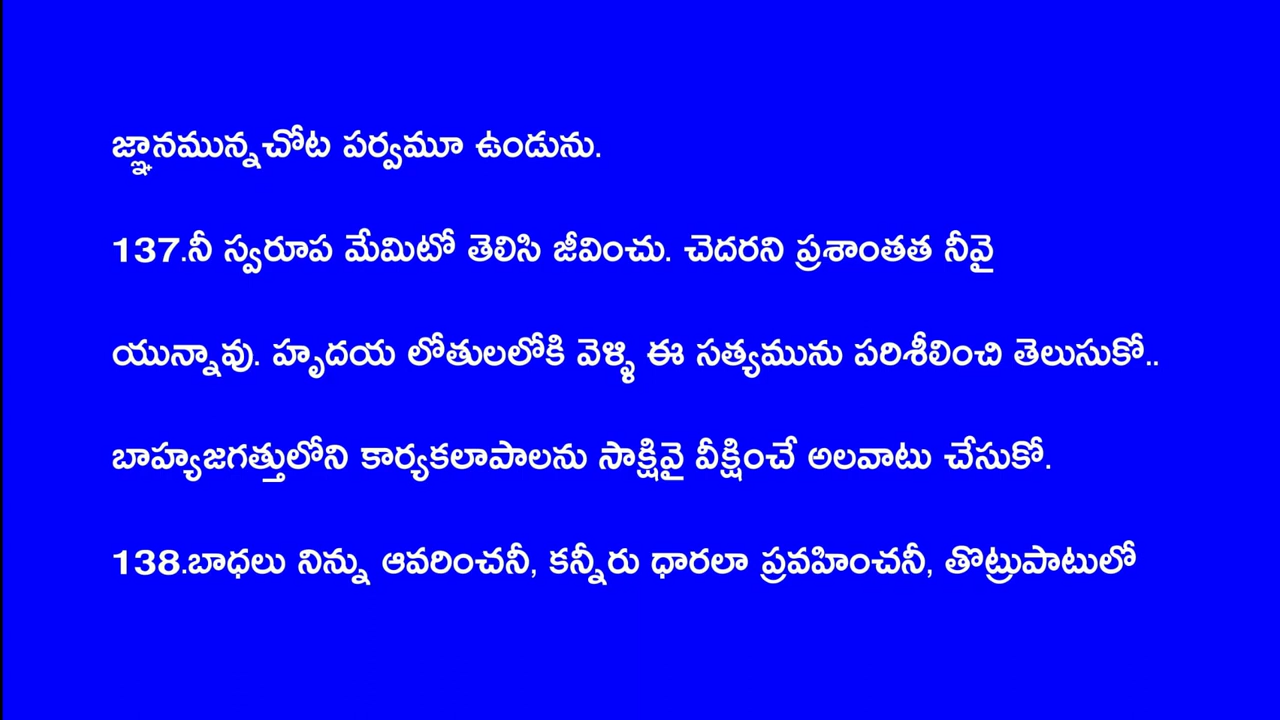 జ్ఞానమున్నచోట పర్వమూ ఉండును.
137.నీ స్వరూప మేమిటో తెలిసి జీవించు. చెదరని ప్రశాంతత నీవై
యున్నావు. హృదయ లోతులలోకి వెళ్ళి ఈ సత్యమును పరిశీలించి తెలుసుకో..
బాహ్యజగత్తులోని కార్యకలాపాలను సాక్షివై వీక్షించే అలవాటు చేసుకో.
138.బాధలు నిన్ను ఆవరించనీ, కన్నీరు ధారలా ప్రవహించనీ, తొట్రుపాటులో